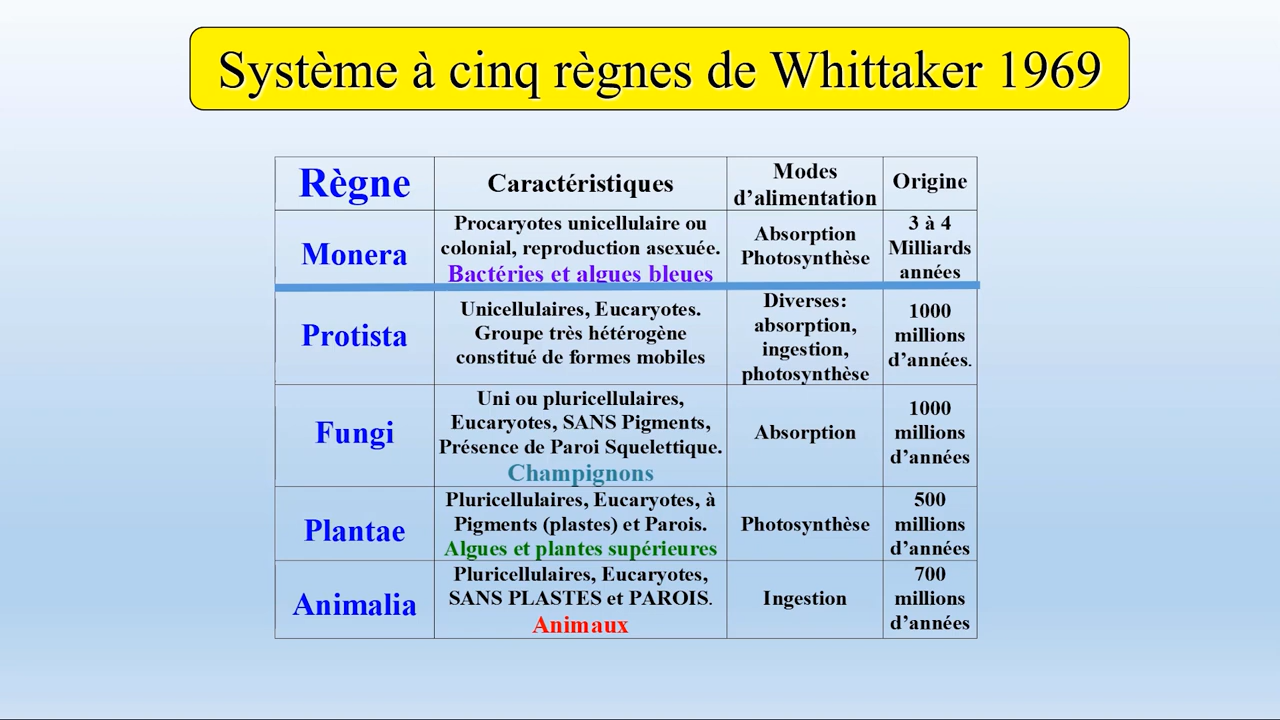 Système à cinq règnes de Whittaker 1969
Règne
Caractéristiques
Modes
d’alimentation
Origine
Monera
Procaryotes unicellulaire ou
colonial, reproduction asexuée.
Bactéries et algues bleues
Absorption
Photosynthèse
3 à 4
Milliards
années
Protista
Unicellulaires, Eucaryotes.
Groupe très hétérogène
constitué de formes mobiles
Diverses:
absorption,
ingestion,
photosynthèse
1000
millions
d’années.
Fungi
Uni ou pluricellulaires,
Eucaryotes, SANS Pigments,
Présence de Paroi Squelettique.
Champignons
Absorption
1000
millions
d’années
Plantae
Pluricellulaires, Eucaryotes, à
Pigments (plastes) et Parois.
Algues et plantes supérieures
Photosynthèse
500
millions
d’années
Animalia
Pluricellulaires, Eucaryotes,
SANS PLASTES et PAROIS.
Animaux
Ingestion
700
millions
d’années